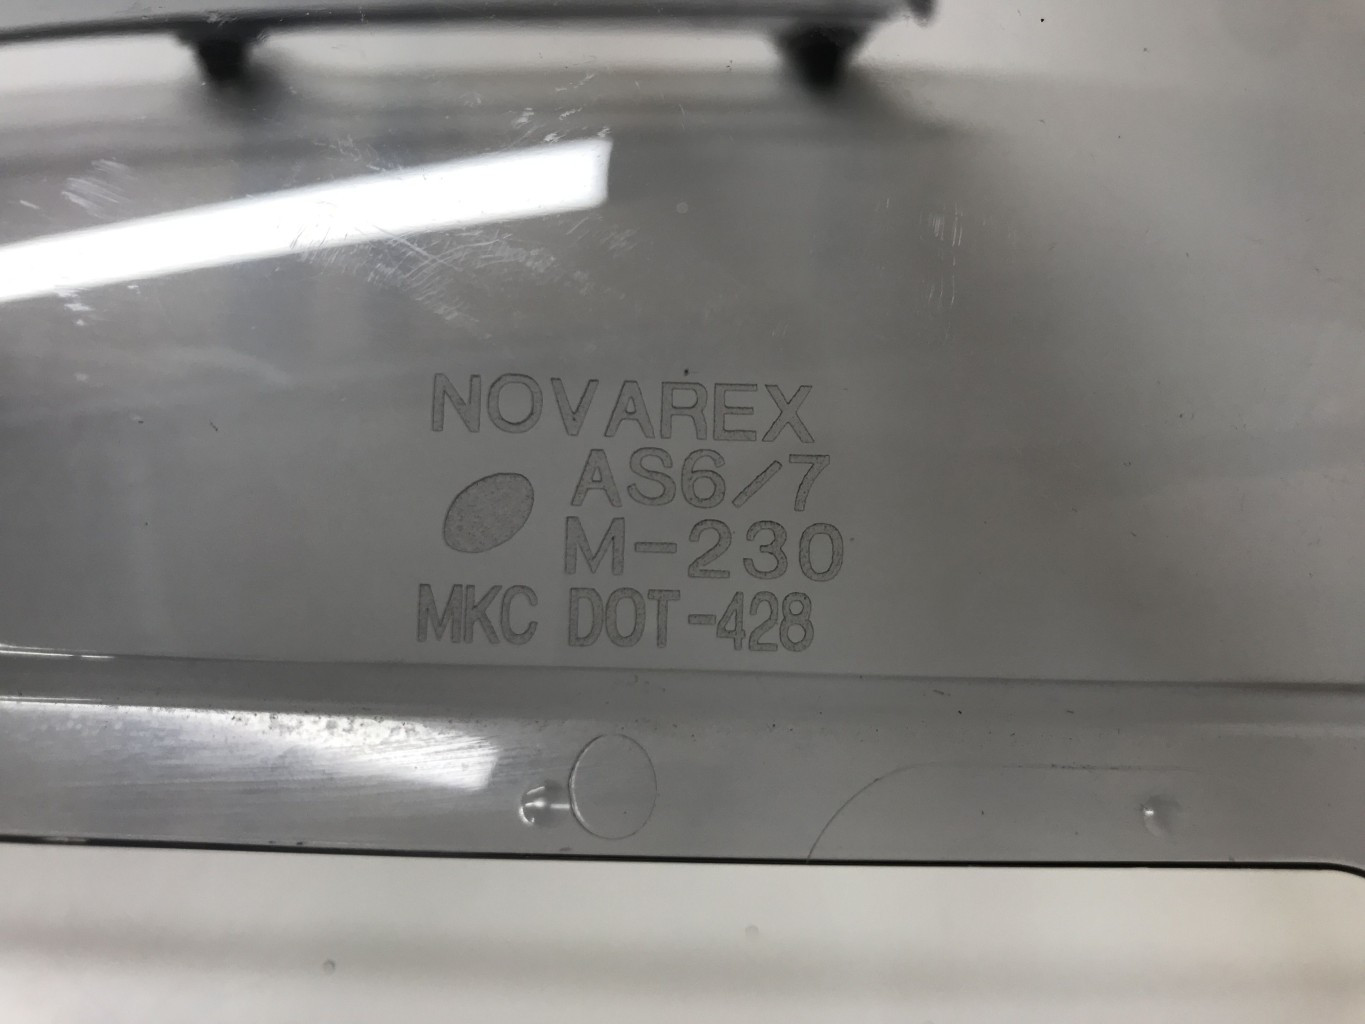 NOVAREX
AS6/7
M-230
MKC DOT-428